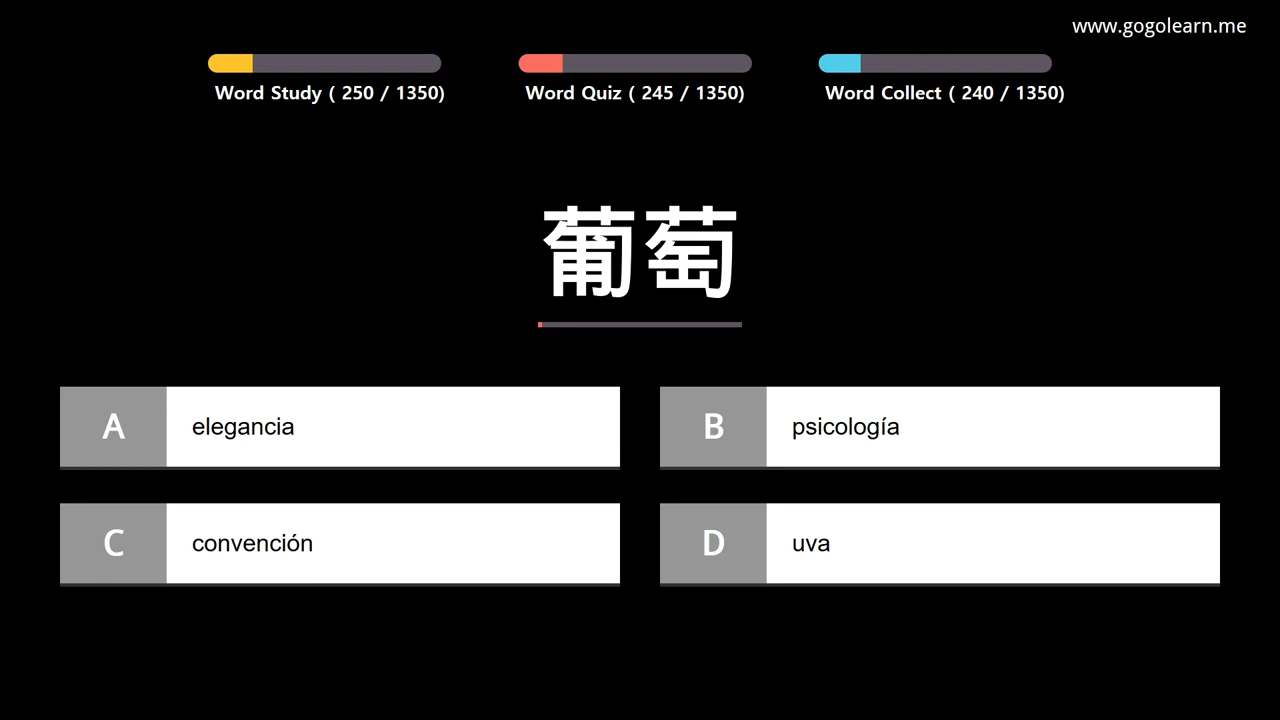 www.gogolearn.me
Word Study ( 250 / 1350)
Word Quiz ( 245 / 1350)
Word Collect ( 240 / 1350)
葡萄
A elegancia
B psicología
C convención
D uva